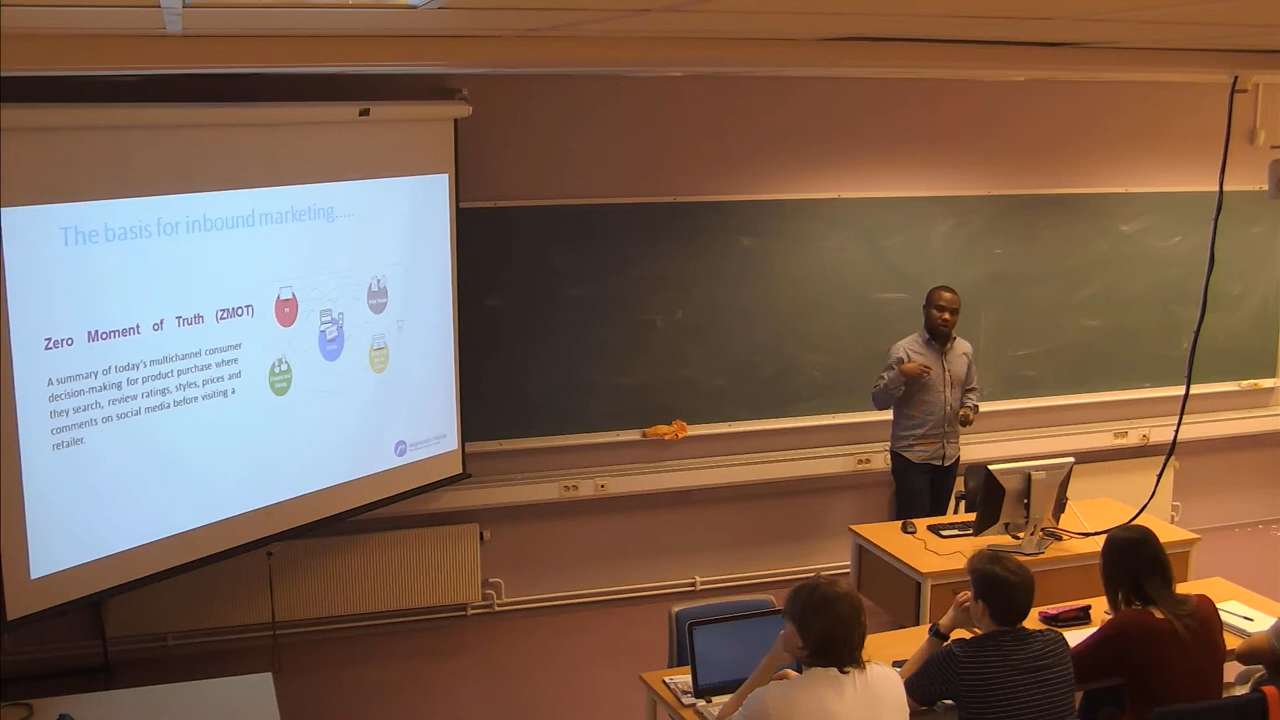 The basis for inbound marketing.....
Zero Moment of Truth (ZMOT)
A summary of today's multichannel consumer
decision-making for product purchase where
they search, review ratings, styles, prices and
comments on social media before visiting a
retailer.